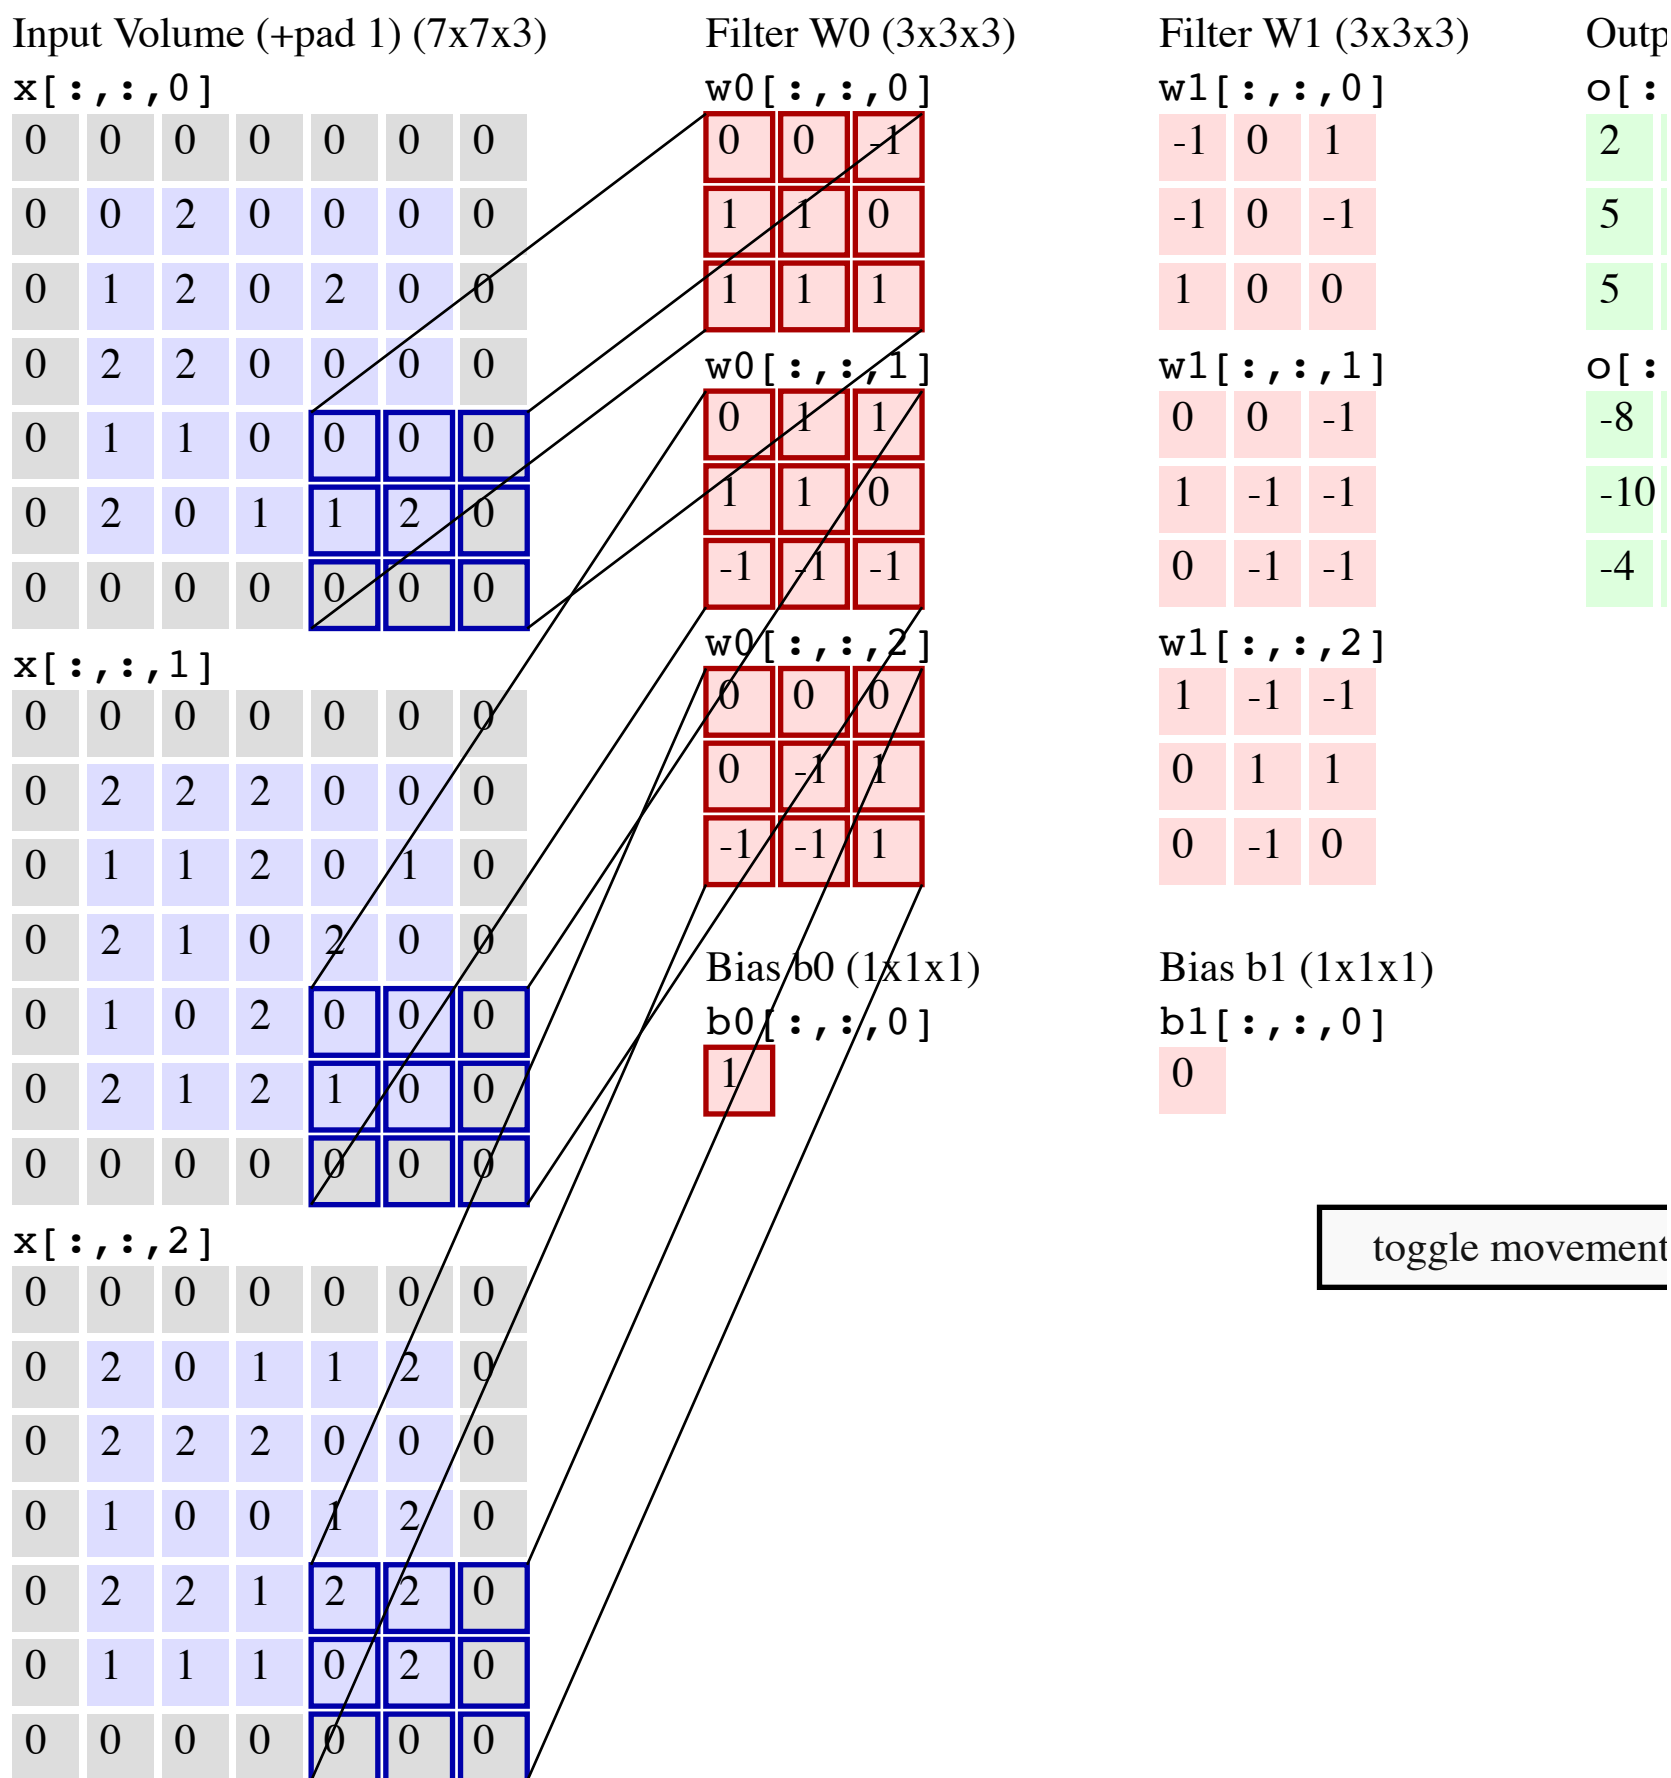 Input Volume (+pad 1) (7x7x3)
x[:,:,0]
0 0 0 0 0 0 0
0 0 2 0 0 0 0
0 1 2 0 2 0 0
0 2 2 0 0 0 0
0 1 1 0 0 0 0
0 2 0 1 1 2 0
0 0 0 0 0 0 0
x[:,:,1]
0 0 0 0 0 0 0
0 2 2 2 0 0 0
0 1 1 2 0 1 0
0 2 1 0 2 0 0
0 1 0 2 0 0 0
0 2 1 2 1 0 0
0 0 0 0 0 0 0
x[:,:,2]
0 0 0 0 0 0 0
0 2 0 1 1 2 0
0 2 2 2 0 0 0
0 1 0 0 1 2 0
0 2 2 1 2 2 0
0 1 1 1 0 2 0
0 0 0 0 0 0 0
Filter W0 (3x3x3)
w0[:,:,0]
0 0 -1
1 1 0
1 1 1
w0[:,:,1]
0 1 1
1 1 0
-1 -1 -1
w0[:,:,2]
0 0 0
0 -1 1
-1 -1 1
Bias b0 (1x1x1)
b0[:,:,0]
1
Filter W1 (3x3x3)
w1[:,:,0]
-1 0 1
-1 0 -1
1 0 0
w1[:,:,1]
0 0 -1
1 -1 -1
0 -1 -1
w1[:,:,2]
1 -1 -1
0 1 1
0 -1 0
Bias b1 (1x1x1)
b1[:,:,0]
0
Outp
o[:
2
5
5
o[:
-8
-10
-4
toggle movement